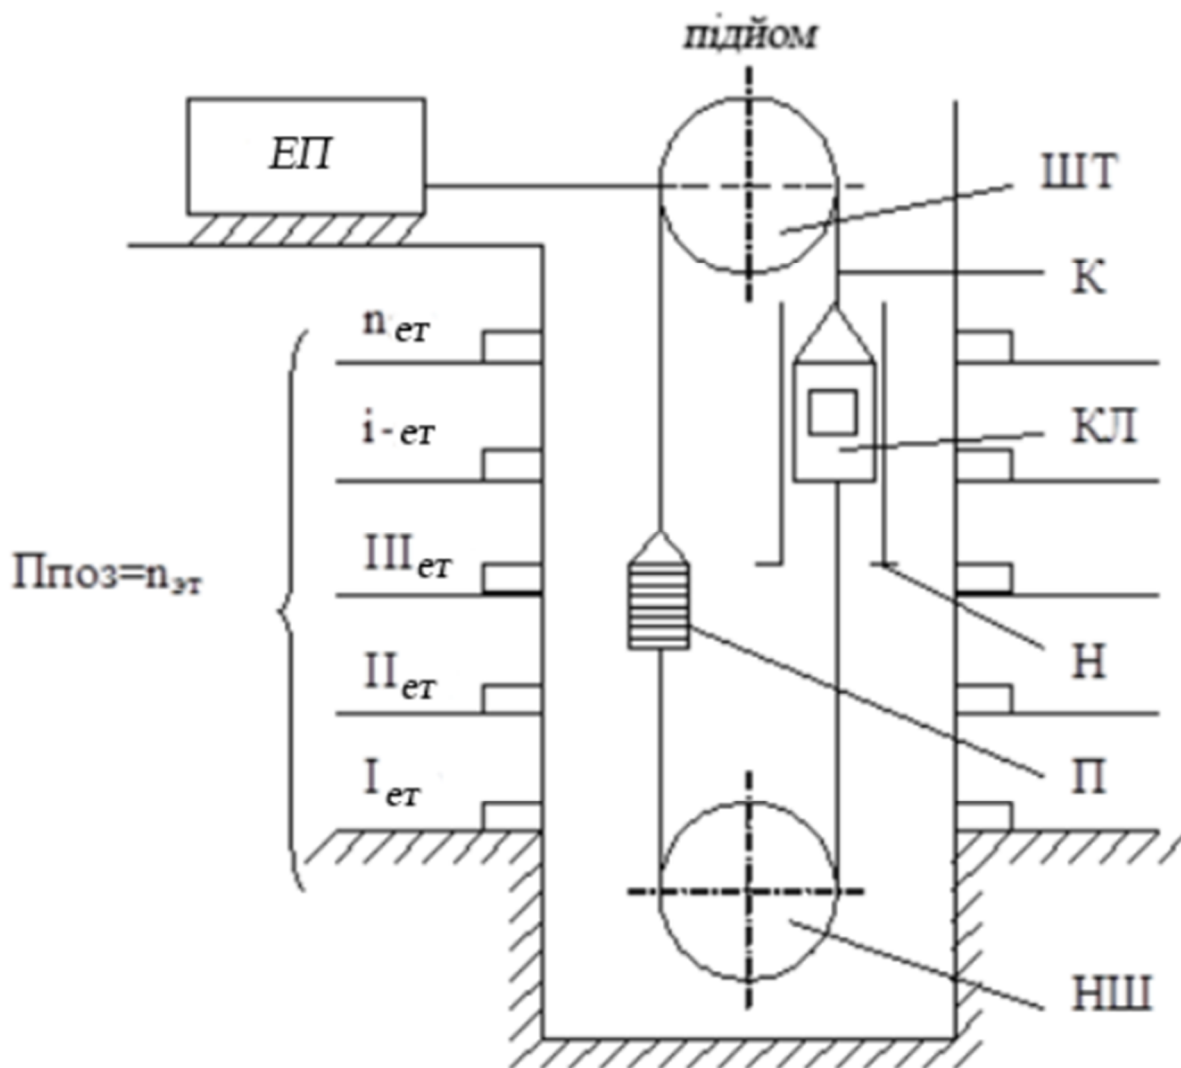 підйом
ЕП
ШТ
К
nет
i-ет
КЛ
IIIет
Ппоз=nэт
Н
IIет
Iет
П
НШ